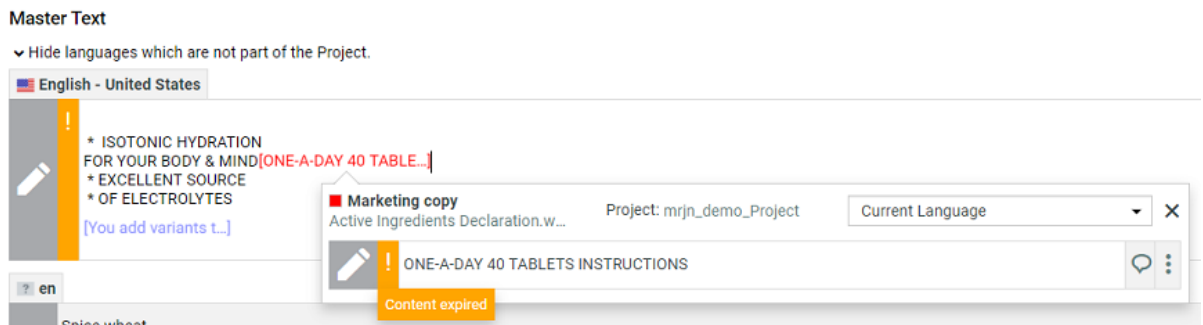 Master Text
Hide languages which are not part of the Project.
English - United States
!
* ISOTONIC HYDRATION
FOR YOUR BODY & MIND[ONE-A-DAY 40 TABLE...]
* EXCELLENT SOURCE
* OF ELECTROLYTES
[You add variants t...]
Marketing copy
Active Ingredients Declaration.w...
Project: mrjn_demo_Project
Current Language
! ONE-A-DAY 40 TABLETS INSTRUCTIONS
Content expired
? en
Spice wheat